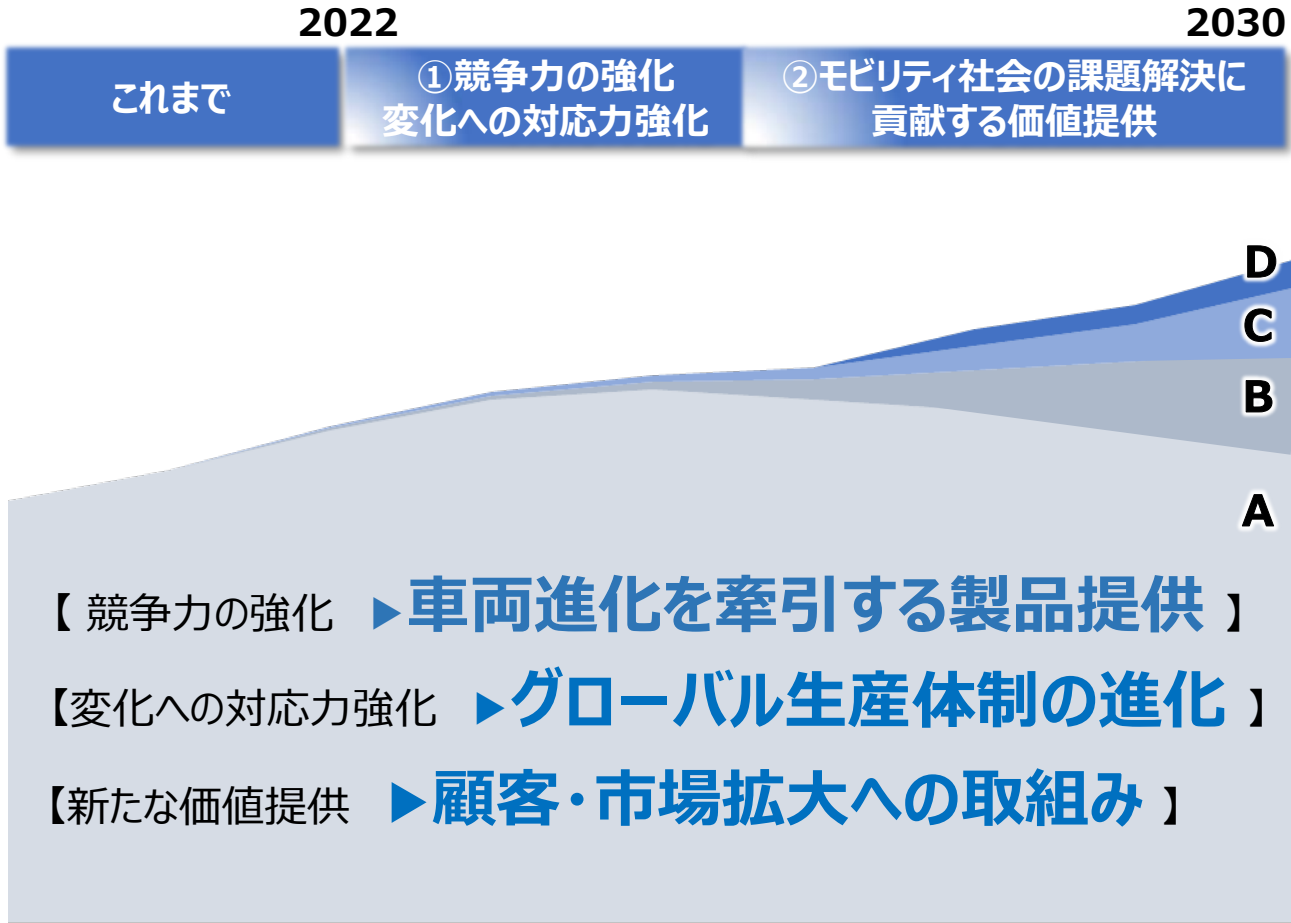 2022
2030
これまで
①競争力の強化
変化への対応力強化
②モビリティ社会の課題解決に
貢献する価値提供
D
C
B
A
【 競争力の強化 ▶車両進化を牽引する製品提供 】
【変化への対応力強化 ▶グローバル生産体制の進化 】
【新たな価値提供 ▶顧客・市場拡大への取組み 】